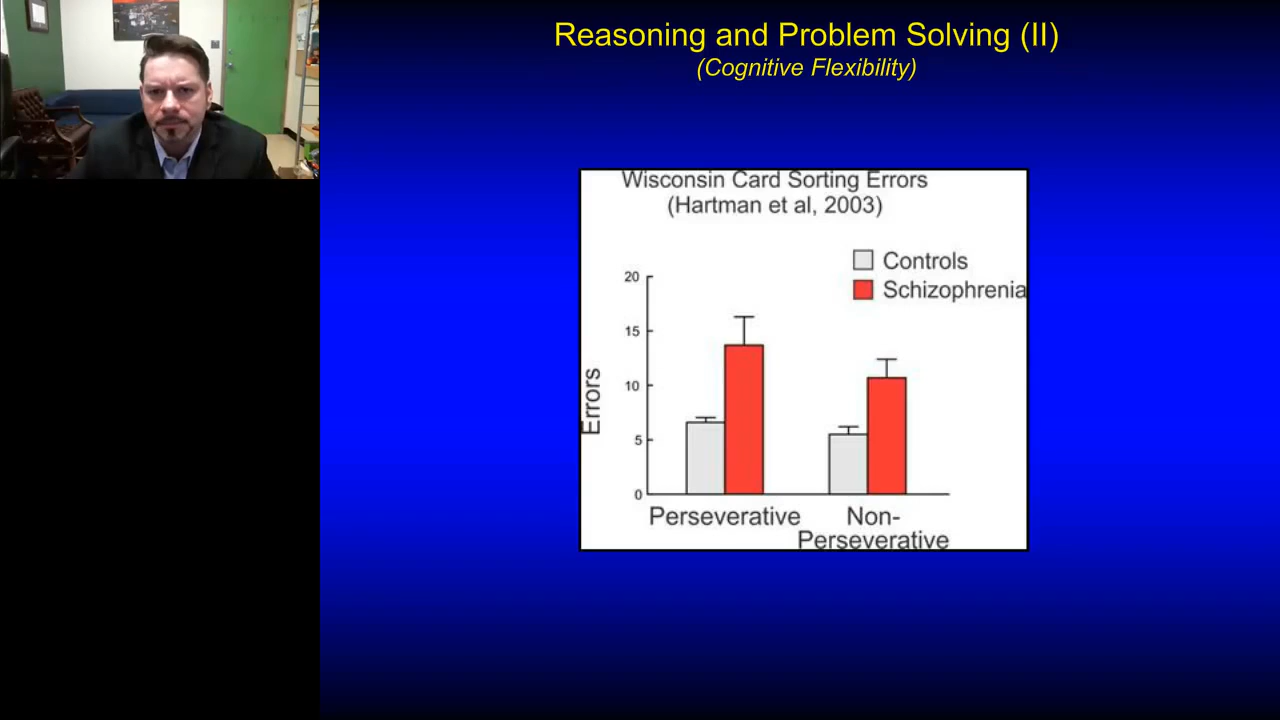 Reasoning and Problem Solving (II)
(Cognitive Flexibility)
Wisconsin Card Sorting Errors
(Hartman et al, 2003)
Controls
Schizophrenia
20
15
10
5
0
Errors
Perseverative
Non-
Perseverative